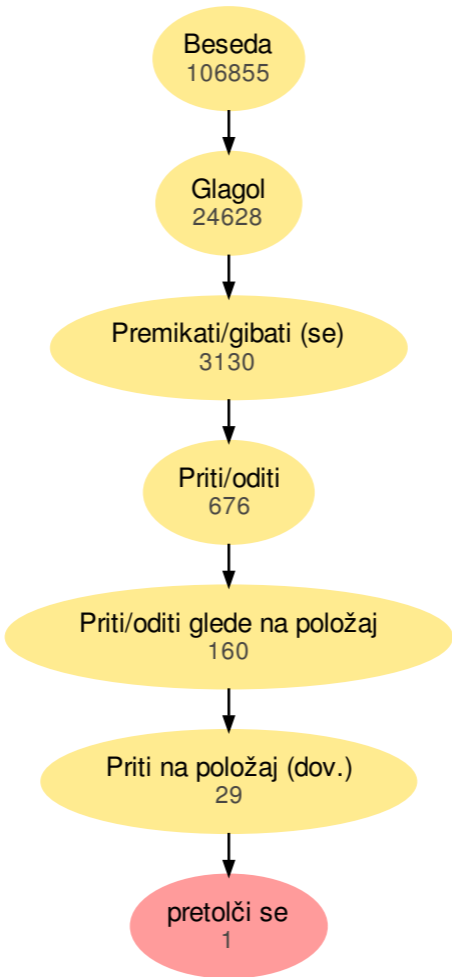 Beseda
106855
Glagol
24628
Premikati/gibati (se)
3130
Priti/oditi
676
Priti/oditi glede na položaj
160
Priti na položaj (dov.)
29
pretolči se
1